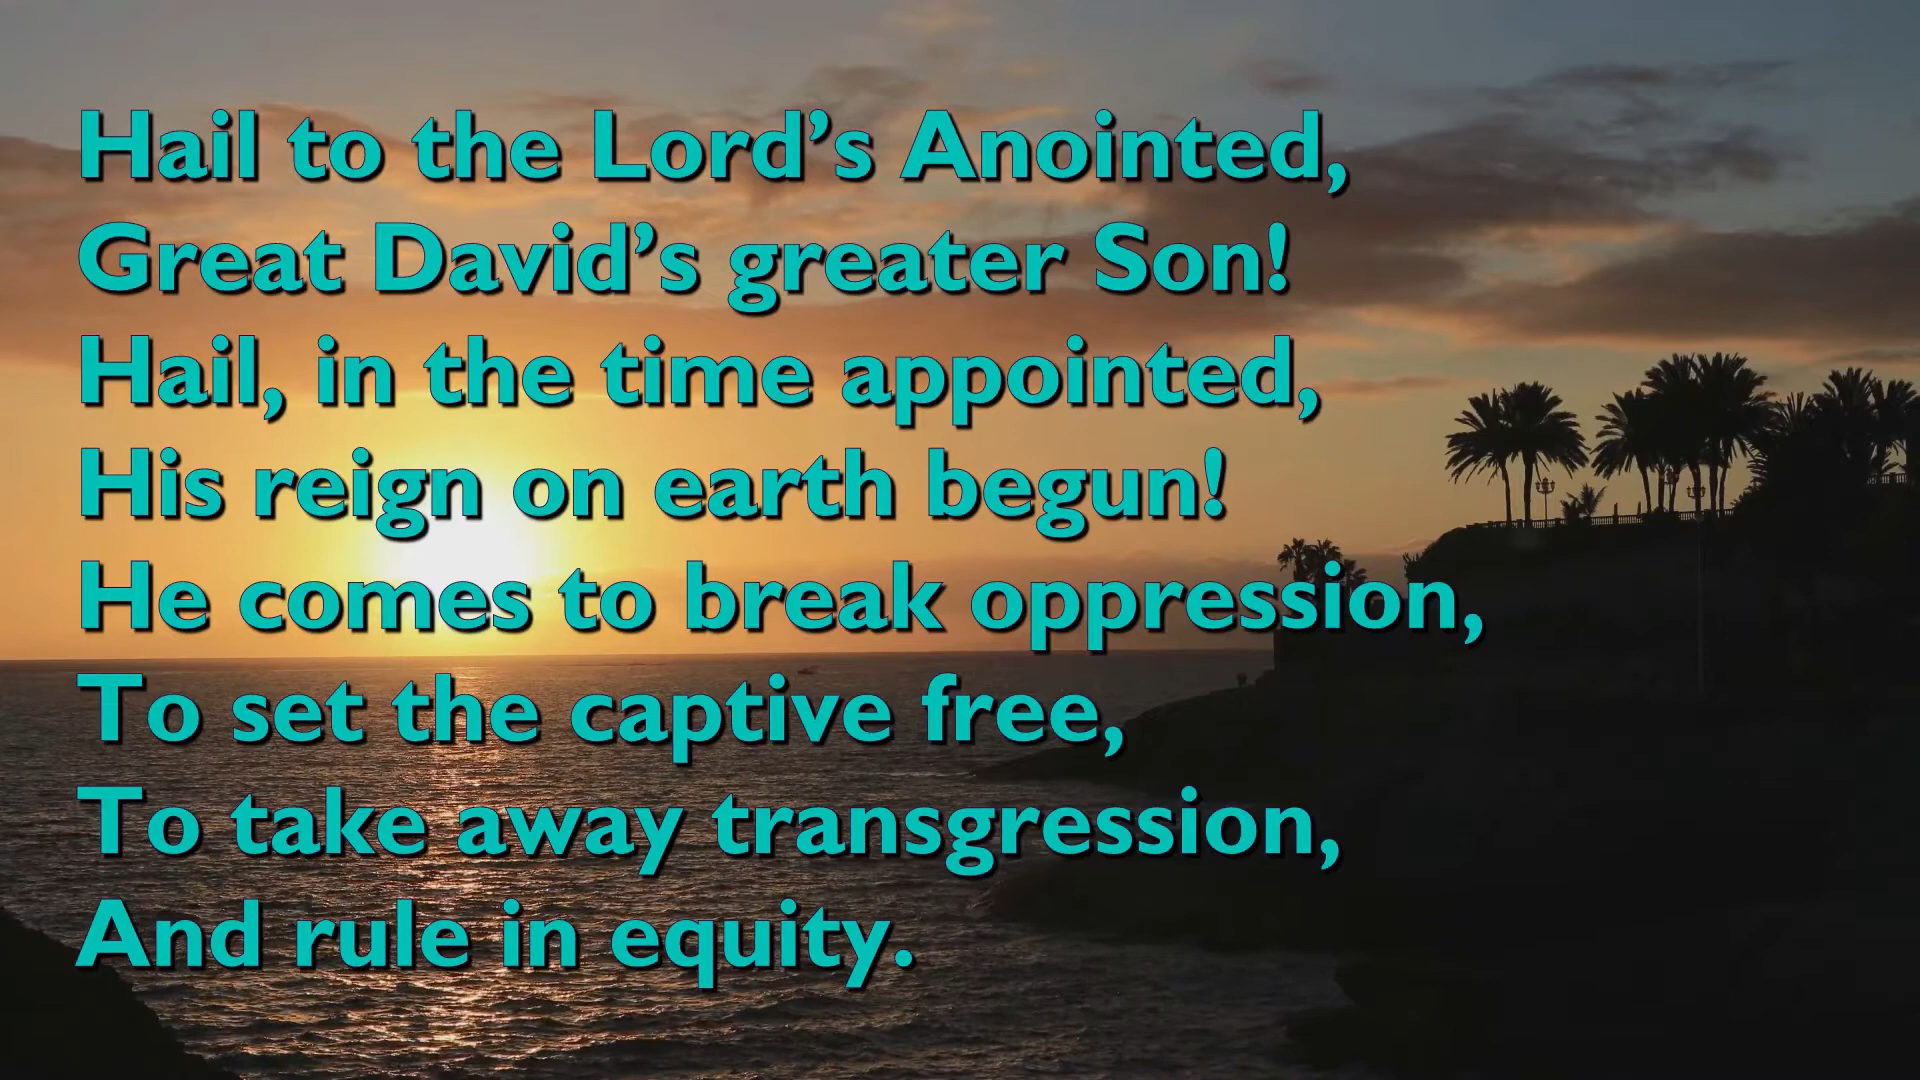 Hail to the Lord’s Anointed,
Great David’s greater Son!
Hail, in the time appointed,
His reign on earth begun!
He comes to break oppression,
To set the captive free,
To take away transgression,
And rule in equity.